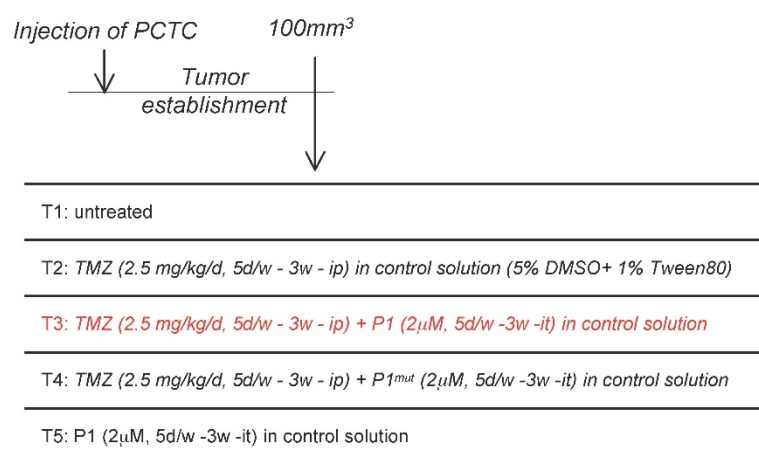 Injection of PCTC 100mm³
Tumor
establishment
T1: untreated
T2: TMZ (2.5 mg/kg/d, 5d/w - 3w - ip) in control solution (5% DMSO+ 1% Tween80)
T3: TMZ (2.5 mg/kg/d, 5d/w - 3w - ip) + P1 (2μM, 5d/w -3w -it) in control solution
T4: TMZ (2.5 mg/kg/d, 5d/w - 3w - ip) + P1ᵐᵘᵗ (2μM, 5d/w -3w -it) in control solution
T5: P1 (2μM, 5d/w -3w -it) in control solution